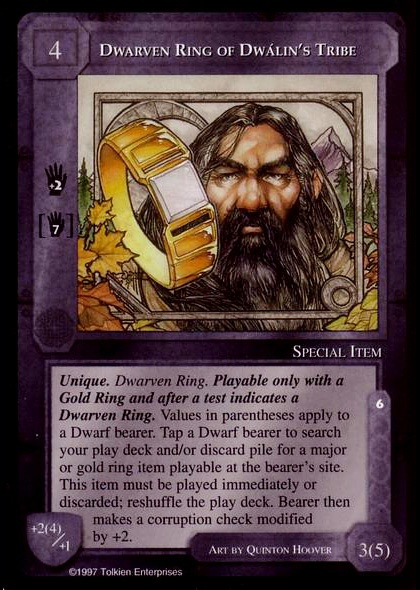 4
DWARVEN RING OF DWÁLIN'S TRIBE
+2
[7]
SPECIAL ITEM
Unique. Dwarven Ring. Playable only with a
Gold Ring and after a test indicates a
Dwarven Ring. Values in parentheses apply to
a Dwarf bearer. Tap a Dwarf bearer to search
your play deck and/or discard pile for a major
or gold ring item playable at the bearer's site.
This item must be played immediately or
discarded; reshuffle the play deck. Bearer then
makes a corruption check modified
by +2.
6
+2(4)/+1
ART BY QUINTON HOOVER
3(5)
©1997 Tolkien Enterprises